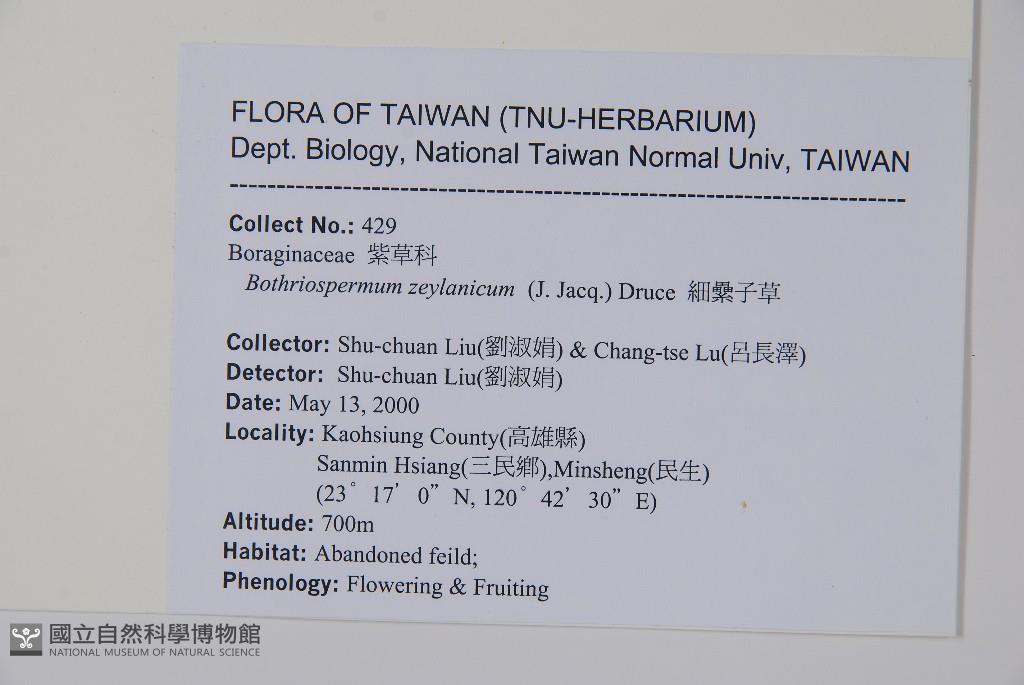 FLORA OF TAIWAN (TNU-HERBARIUM)
Dept. Biology, National Taiwan Normal Univ, TAIWAN
--------------------------------------------------------------------------------
Collect No.: 429
Boraginaceae 紫草科
Bothriospermum zeylanicum (J. Jacq.) Druce 細纍子草
Collector: Shu-chuan Liu(劉淑娟) & Chang-tse Lu(呂長澤)
Detector: Shu-chuan Liu(劉淑娟)
Date: May 13, 2000
Locality: Kaohsiung County(高雄縣)
Sanmin Hsiang(三民鄉),Minsheng(民生)
(23° 17′ 0” N, 120° 42′ 30” E)
Altitude: 700m
Habitat: Abandoned feild;
Phenology: Flowering & Fruiting
國立自然科學博物館
NATIONAL MUSEUM OF NATURAL SCIENCE